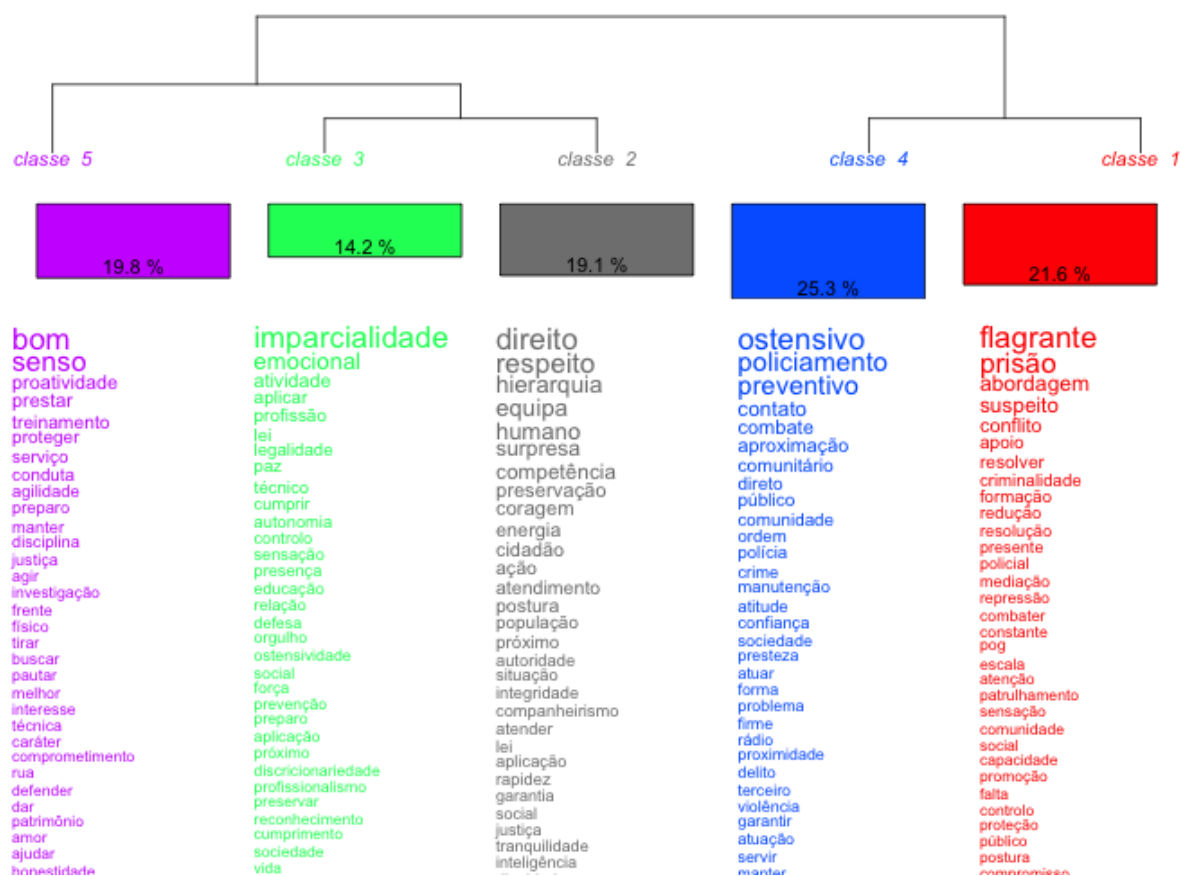 classe 5
classe 3
classe 2
classe 4
classe 1
19.8 %
14.2 %
19.1 %
25.3 %
21.6 %
bom
senso
proatividade
prestar
treinamento
proteger
serviço
conduta
agilidade
preparo
manter
disciplina
justiça
agir
investigação
frente
físico
tirar
buscar
pautar
melhor
interesse
técnica
caráter
comprometimento
rua
defender
dar
patrimônio
amor
ajudar
honestidade
imparcialidade
emocional
atividade
aplicar
profissão
lei
legalidade
paz
técnico
cumprir
autonomia
controlo
sensação
presença
educação
relação
defesa
orgulho
ostensividade
social
força
prevenção
preparo
aplicação
próximo
discricionariedade
profissionalismo
preservar
reconhecimento
cumprimento
sociedade
vida
direito
respeito
hierarquia
equipa
humano
surpresa
competência
preservação
coragem
energia
cidadão
ação
atendimento
postura
população
próximo
autoridade
situação
integridade
companheirismo
atender
lei
aplicação
rapidez
garantia
social
justiça
tranquilidade
inteligência
ostensivo
policiamento
preventivo
contato
combate
aproximação
comunitário
direto
público
comunidade
ordem
polícia
crime
manutenção
atitude
confiança
sociedade
presteza
atuar
forma
problema
firme
rádio
proximidade
delito
terceiro
violência
garantir
atuação
servir
manter
flagrante
prisão
abordagem
suspeito
conflito
apoio
resolver
criminalidade
formação
redução
resolução
presente
policial
mediação
repressão
combater
constante
pog
escala
atenção
patrulhamento
sensação
comunidade
social
capacidade
promoção
falta
controlo
proteção
público
postura
compromisso